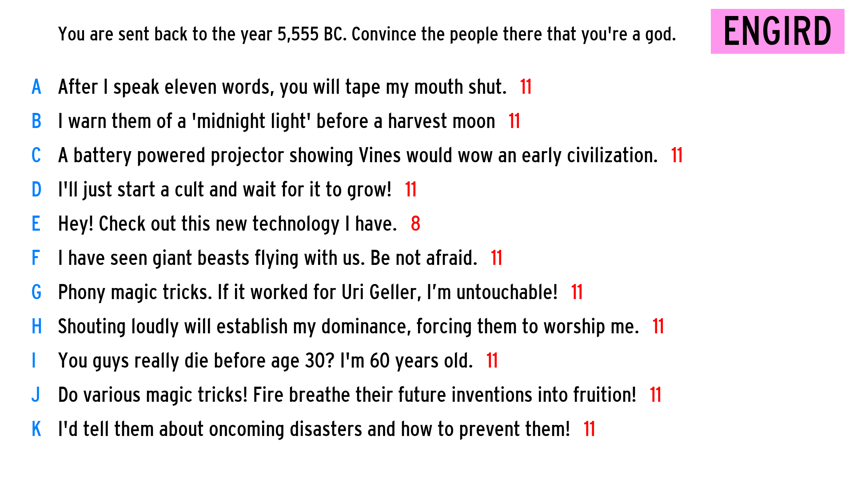 You are sent back to the year 5,555 BC. Convince the people there that you're a god.
ENGIRD
A After I speak eleven words, you will tape my mouth shut. 11
B I warn them of a 'midnight light' before a harvest moon 11
C A battery powered projector showing Vines would wow an early civilization. 11
D I'll just start a cult and wait for it to grow! 11
E Hey! Check out this new technology I have. 8
F I have seen giant beasts flying with us. Be not afraid. 11
G Phony magic tricks. If it worked for Uri Geller, I’m untouchable! 11
H Shouting loudly will establish my dominance, forcing them to worship me. 11
I You guys really die before age 30? I'm 60 years old. 11
J Do various magic tricks! Fire breathe their future inventions into fruition! 11
K I'd tell them about oncoming disasters and how to prevent them! 11